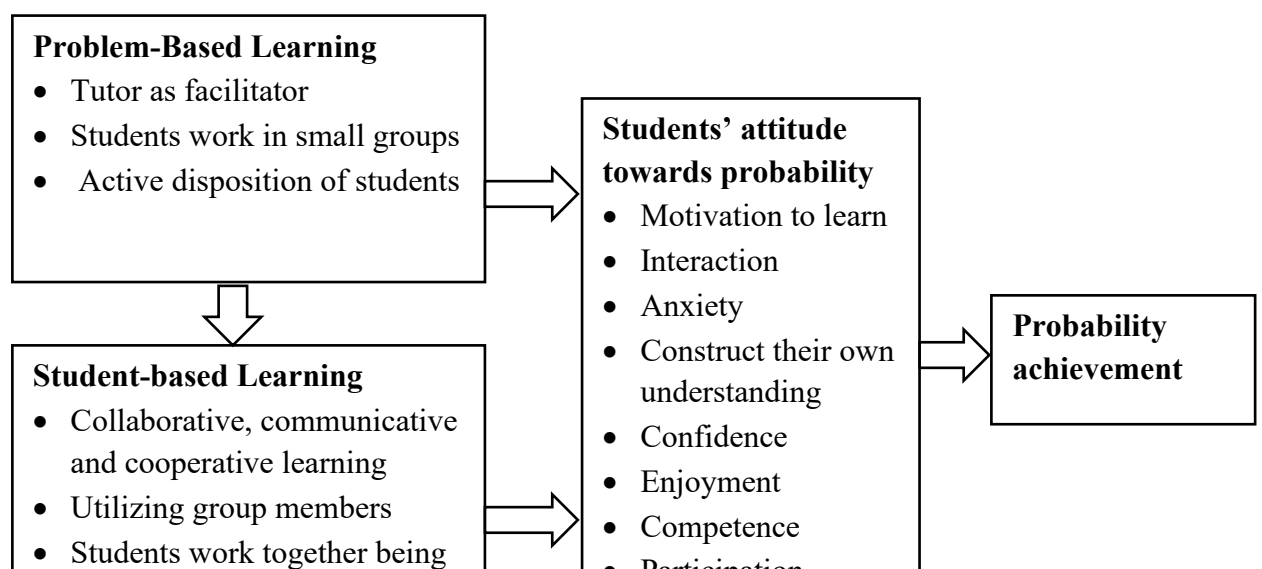 Problem-Based Learning
• Tutor as facilitator
• Students work in small groups
• Active disposition of students
Student-based Learning
• Collaborative, communicative
and cooperative learning
• Utilizing group members
• Students work together being
Students’ attitude
towards probability
• Motivation to learn
• Interaction
• Anxiety
• Construct their own
understanding
• Confidence
• Enjoyment
• Competence
• Participation
Probability
achievement